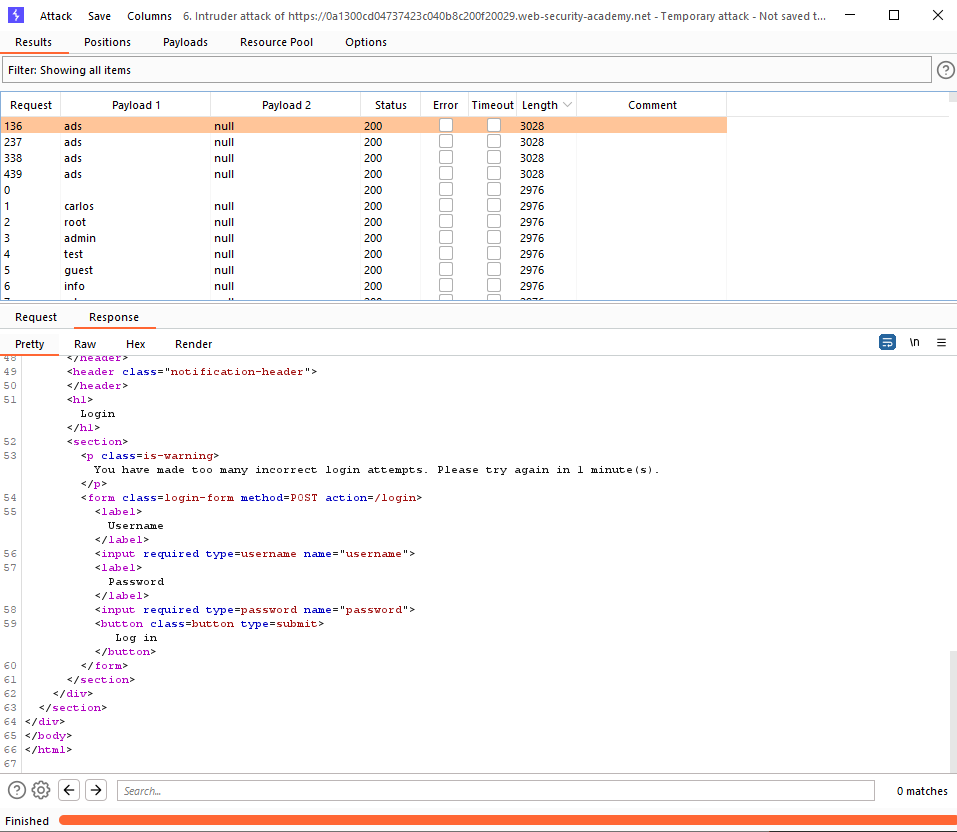 Attack Save Columns 6. Intruder attack of https://0a1300cd04737423c040b8c200f20029.web-security-academy.net - Temporary attack - Not saved t...
Results Positions Payloads Resource Pool Options
Filter: Showing all items
Request Payload 1 Payload 2 Status Error Timeout Length Comment
136 ads null 200 3028
237 ads null 200 3028
338 ads null 200 3028
439 ads null 200 3028
0 200 2976
1 carlos null 200 2976
2 root null 200 2976
3 admin null 200 2976
4 test null 200 2976
5 guest null 200 2976
6 info null 200 2976
Request Response
Pretty Raw Hex Render \n
48 </header>
49 <header class="notification-header">
50 </header>
51 <h1>
Login
</h1>
52 <section>
53 <p class=is-warning>
You have made too many incorrect login attempts. Please try again in 1 minute(s).
</p>
54 <form class=login-form method=POST action=/login>
55 <label>
Username
</label>
56 <input required type=username name="username">
57 <label>
Password
</label>
58 <input required type=password name="password">
59 <button class=button type=submit>
Log in
</button>
60 </form>
61 </section>
62 </div>
63 </section>
64 </div>
65 </body>
66 </html>
67
Search... 0 matches
Finished